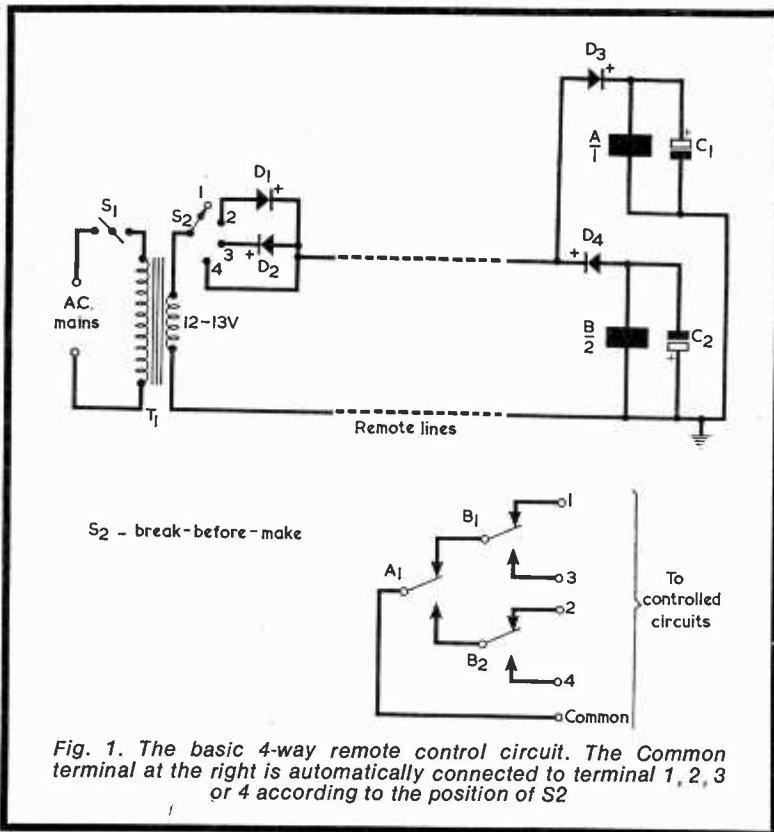 D3
+
A
1
+
C1
D1
+
S1
S2
1
2
3
4
+
D2
+
D4
A.C.
mains
12-13V
B
2
C2
+
T1
Remote lines
S2 - break-before-make
B1
1
A1
3
2
B2
4
Common
To
controlled
circuits
Fig. 1. The basic 4-way remote control circuit. The Common
terminal at the right is automatically connected to terminal 1, 2, 3
or 4 according to the position of S2